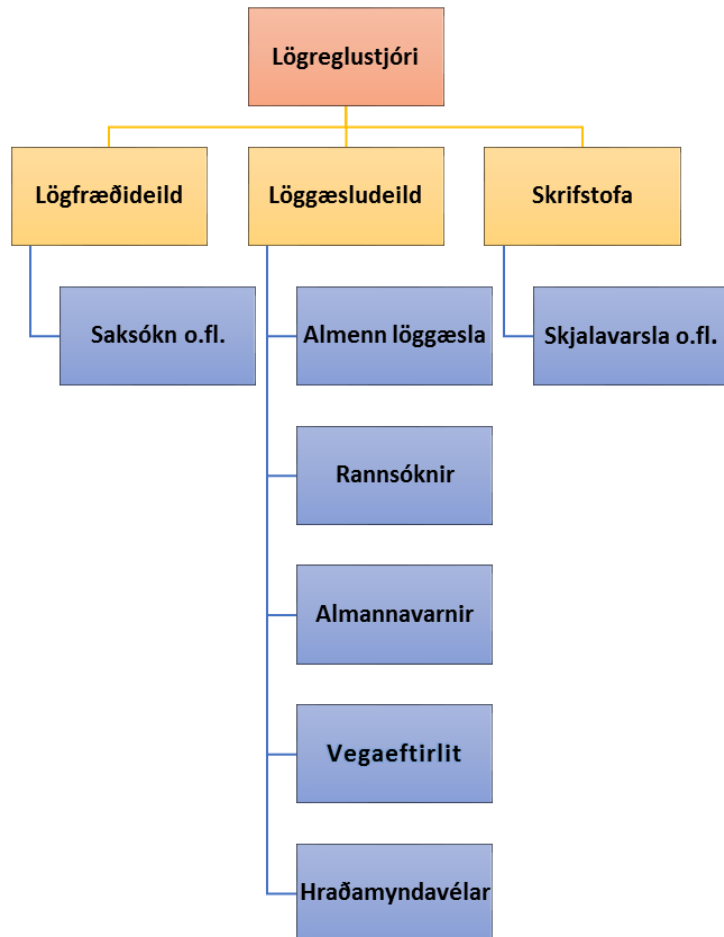 Lögreglustjóri
Lögfræðideild
Löggæsludeild
Skrifstofa
Saksókn o.fl.
Almenn löggæsla
Skjalavarsla o.fl.
Rannsóknir
Almannavarnir
Vegaeftirlit
Hraðamyndavélar